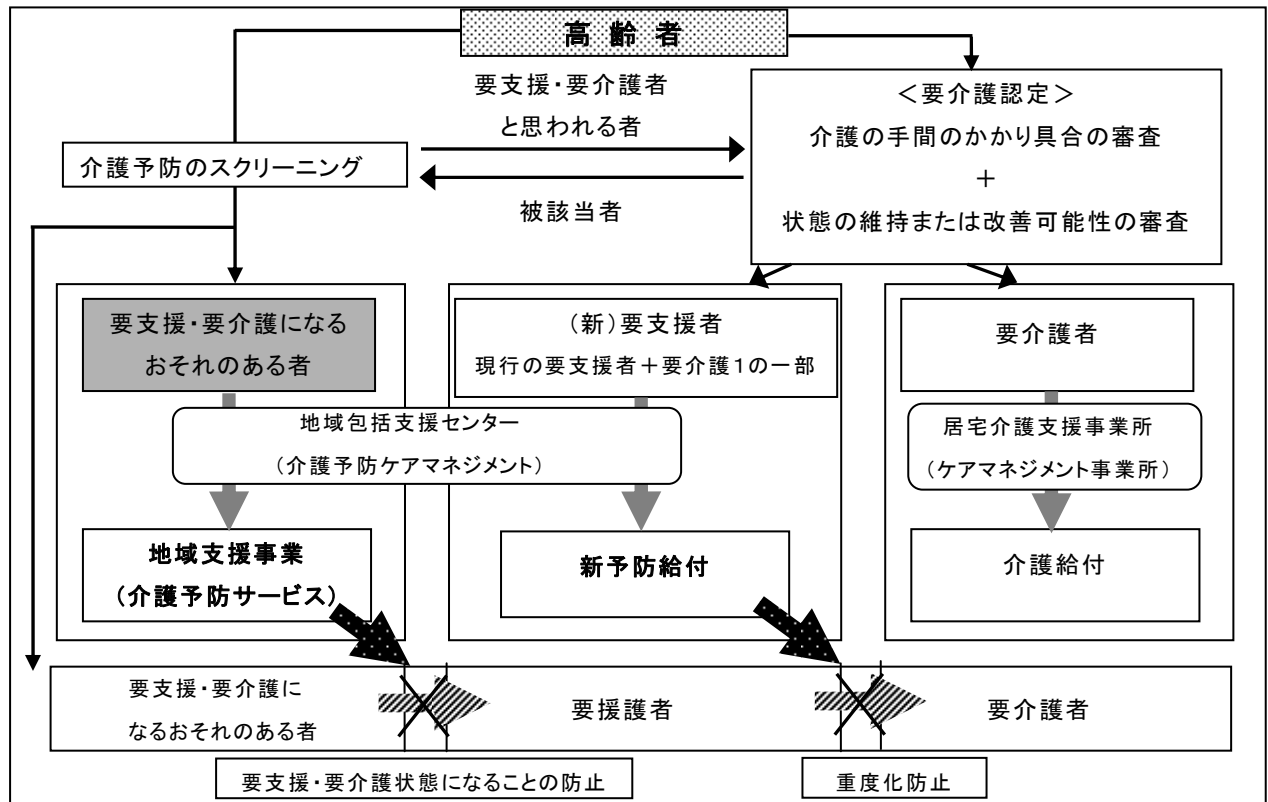 高齢者
要支援・要介護者
と思われる者
<要介護認定>
介護の手間のかかり具合の審査
+
状態の維持または改善可能性の審査
介護予防のスクリーニング
被該当者
要支援・要介護になる
おそれのある者
(新)要支援者
現行の要支援者+要介護1の一部
要介護者
地域包括支援センター
(介護予防ケアマネジメント)
居宅介護支援事業所
(ケアマネジメント事業所)
地域支援事業
(介護予防サービス)
新予防給付
介護給付
要支援・要介護に
なるおそれのある者
要援護者
要介護者
要支援・要介護状態になることの防止
重度化防止